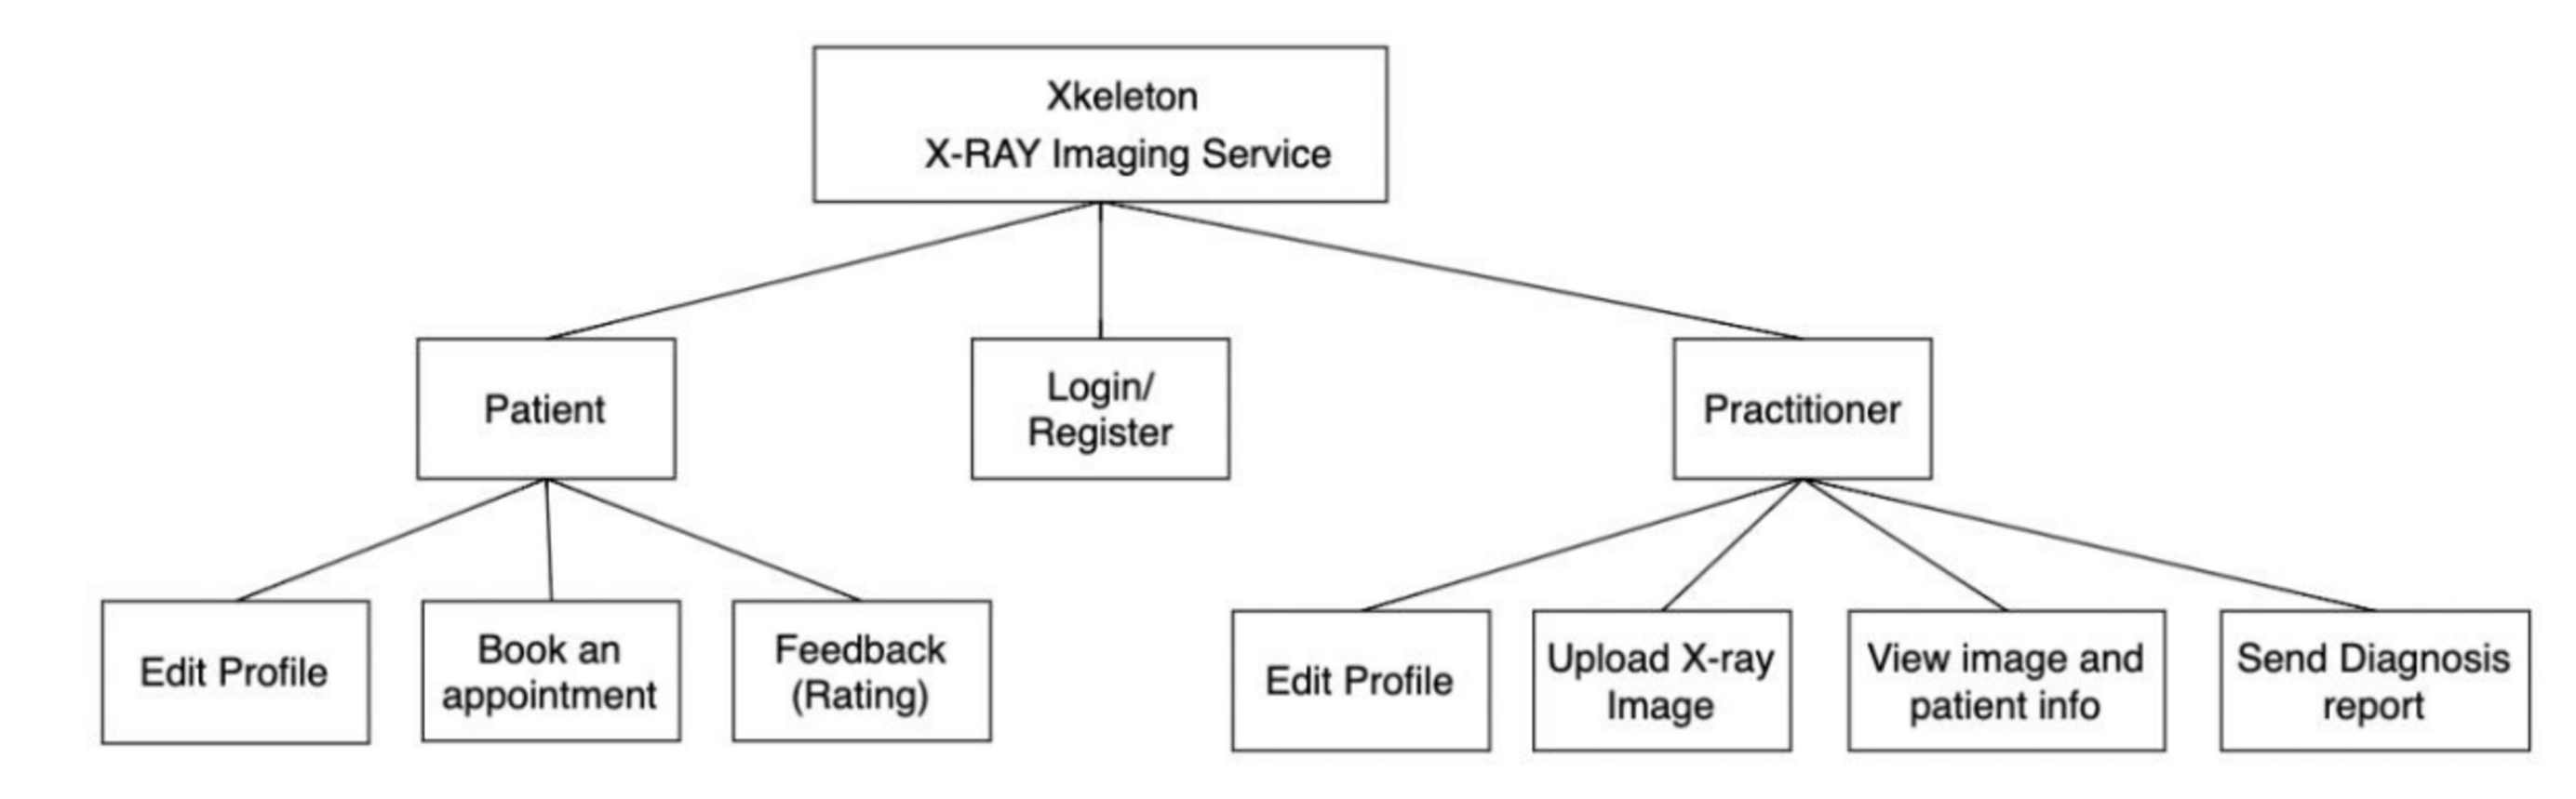 Xkeleton
X-RAY Imaging Service
Patient
Login/
Register
Practitioner
Edit Profile
Book an
appointment
Feedback
(Rating)
Edit Profile
Upload X-ray
Image
View image and
patient info
Send Diagnosis
report